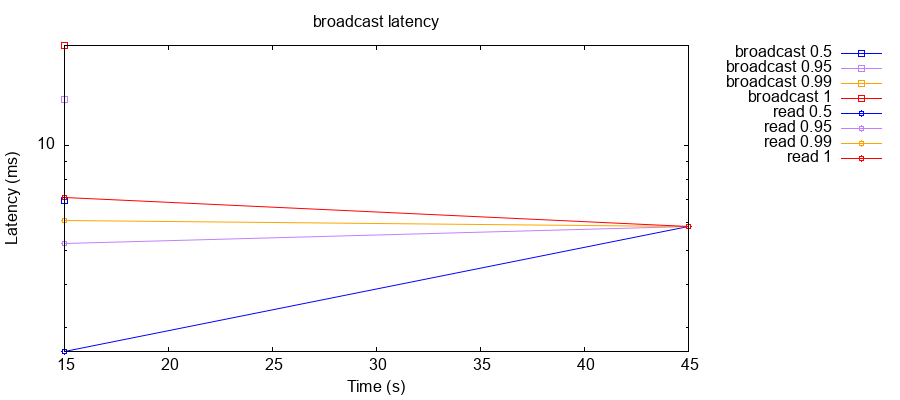 broadcast latency
broadcast 0.5
broadcast 0.95
broadcast 0.99
broadcast 1
read 0.5
read 0.95
read 0.99
read 1
10
Latency (ms)
15 20 25 30 35 40 45
Time (s)